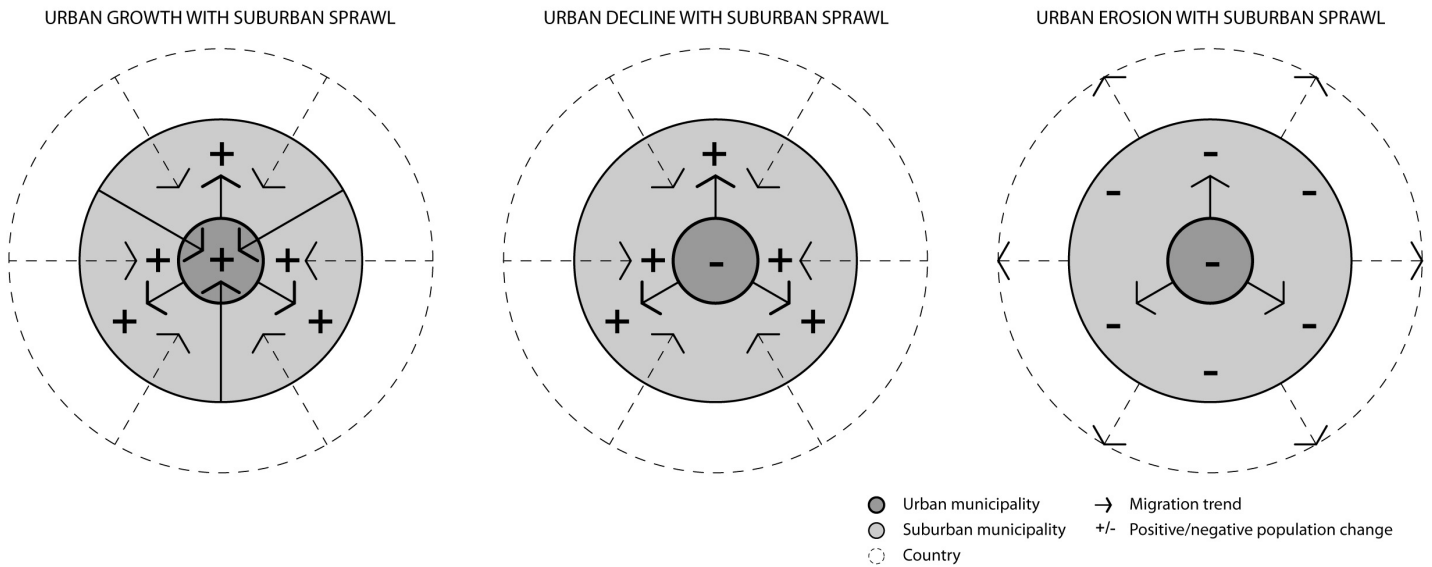 URBAN GROWTH WITH SUBURBAN SPRAWL
URBAN DECLINE WITH SUBURBAN SPRAWL
URBAN EROSION WITH SUBURBAN SPRAWL
+
+
+
+
+
+
+
+
+
+
+
-
-
-
-
-
-
-
-
Urban municipality
Suburban municipality
Country
Migration trend
+/- Positive/negative population change